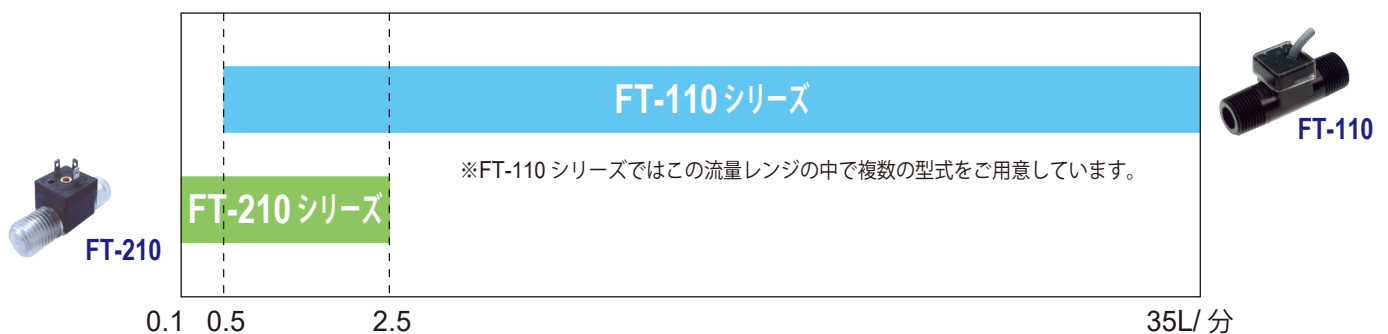 FT-110 シリーズ
FT-110
※FT-110 シリーズではこの流量レンジの中で複数の型式をご用意しています。
FT-210 シリーズ
FT-210
0.1 0.5 2.5 35L/ 分